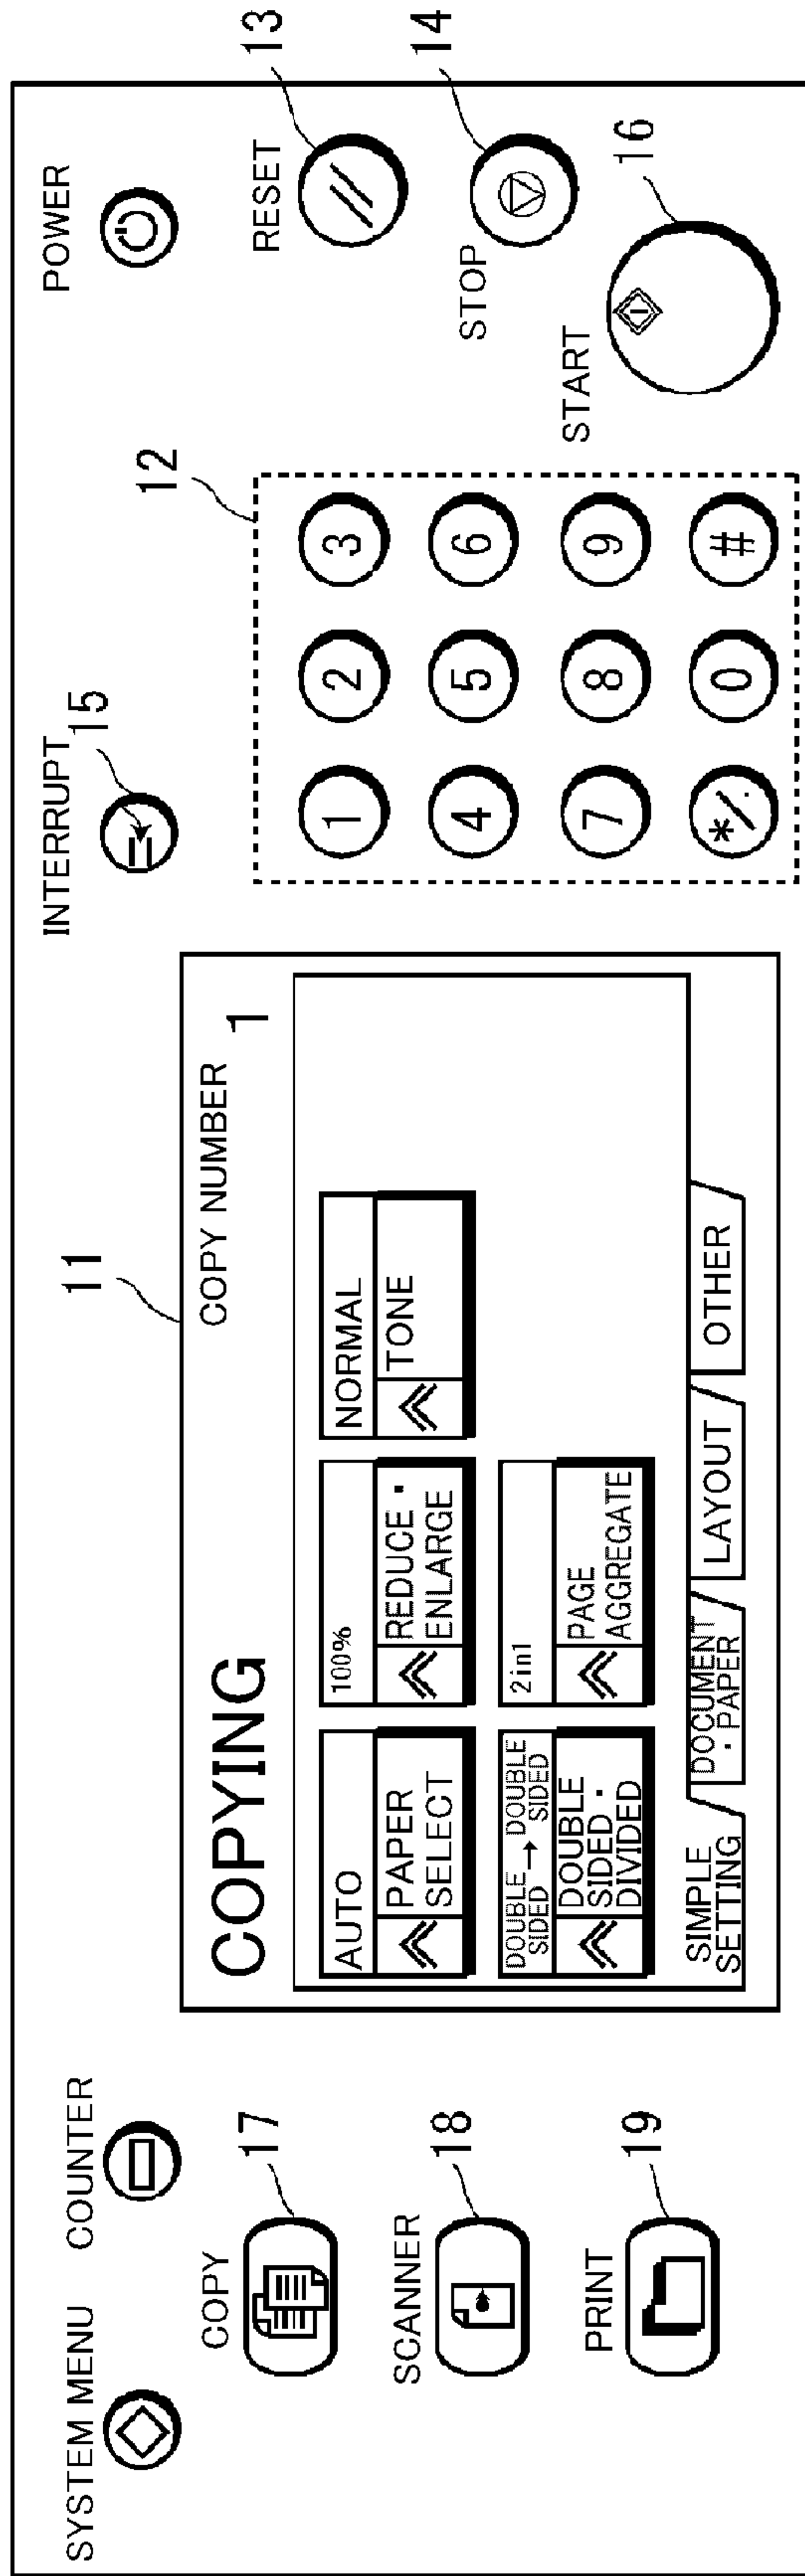 SYSTEM MENU
COUNTER
INTERRUPT
POWER
15
11
12
13
14
16
17
18
19
COPY
SCANNER
PRINT
COPYING
COPY NUMBER
1
AUTO
PAPER
SELECT
100%
REDUCE ·
ENLARGE
NORMAL
TONE
DOUBLE SIDED → DOUBLE SIDED
DOUBLE
SIDED ·
DIVIDED
2in1
PAGE
AGGREGATE
SIMPLE
SETTING
DOCUMENT
· PAPER
LAYOUT
OTHER
1 2 3
4 5 6
7 8 9
*/. 0 #
RESET
STOP
START